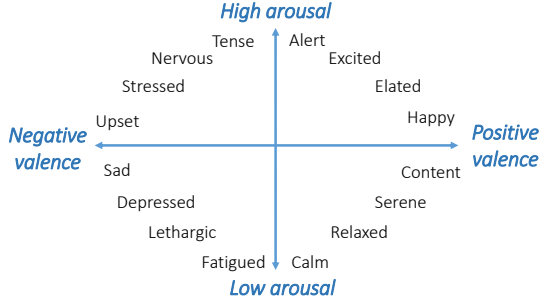 High arousal
Tense Alert
Nervous Excited
Stressed Elated
Upset Happy
Negative valence
Positive valence
Sad Content
Depressed Serene
Lethargic Relaxed
Fatigued Calm
Low arousal